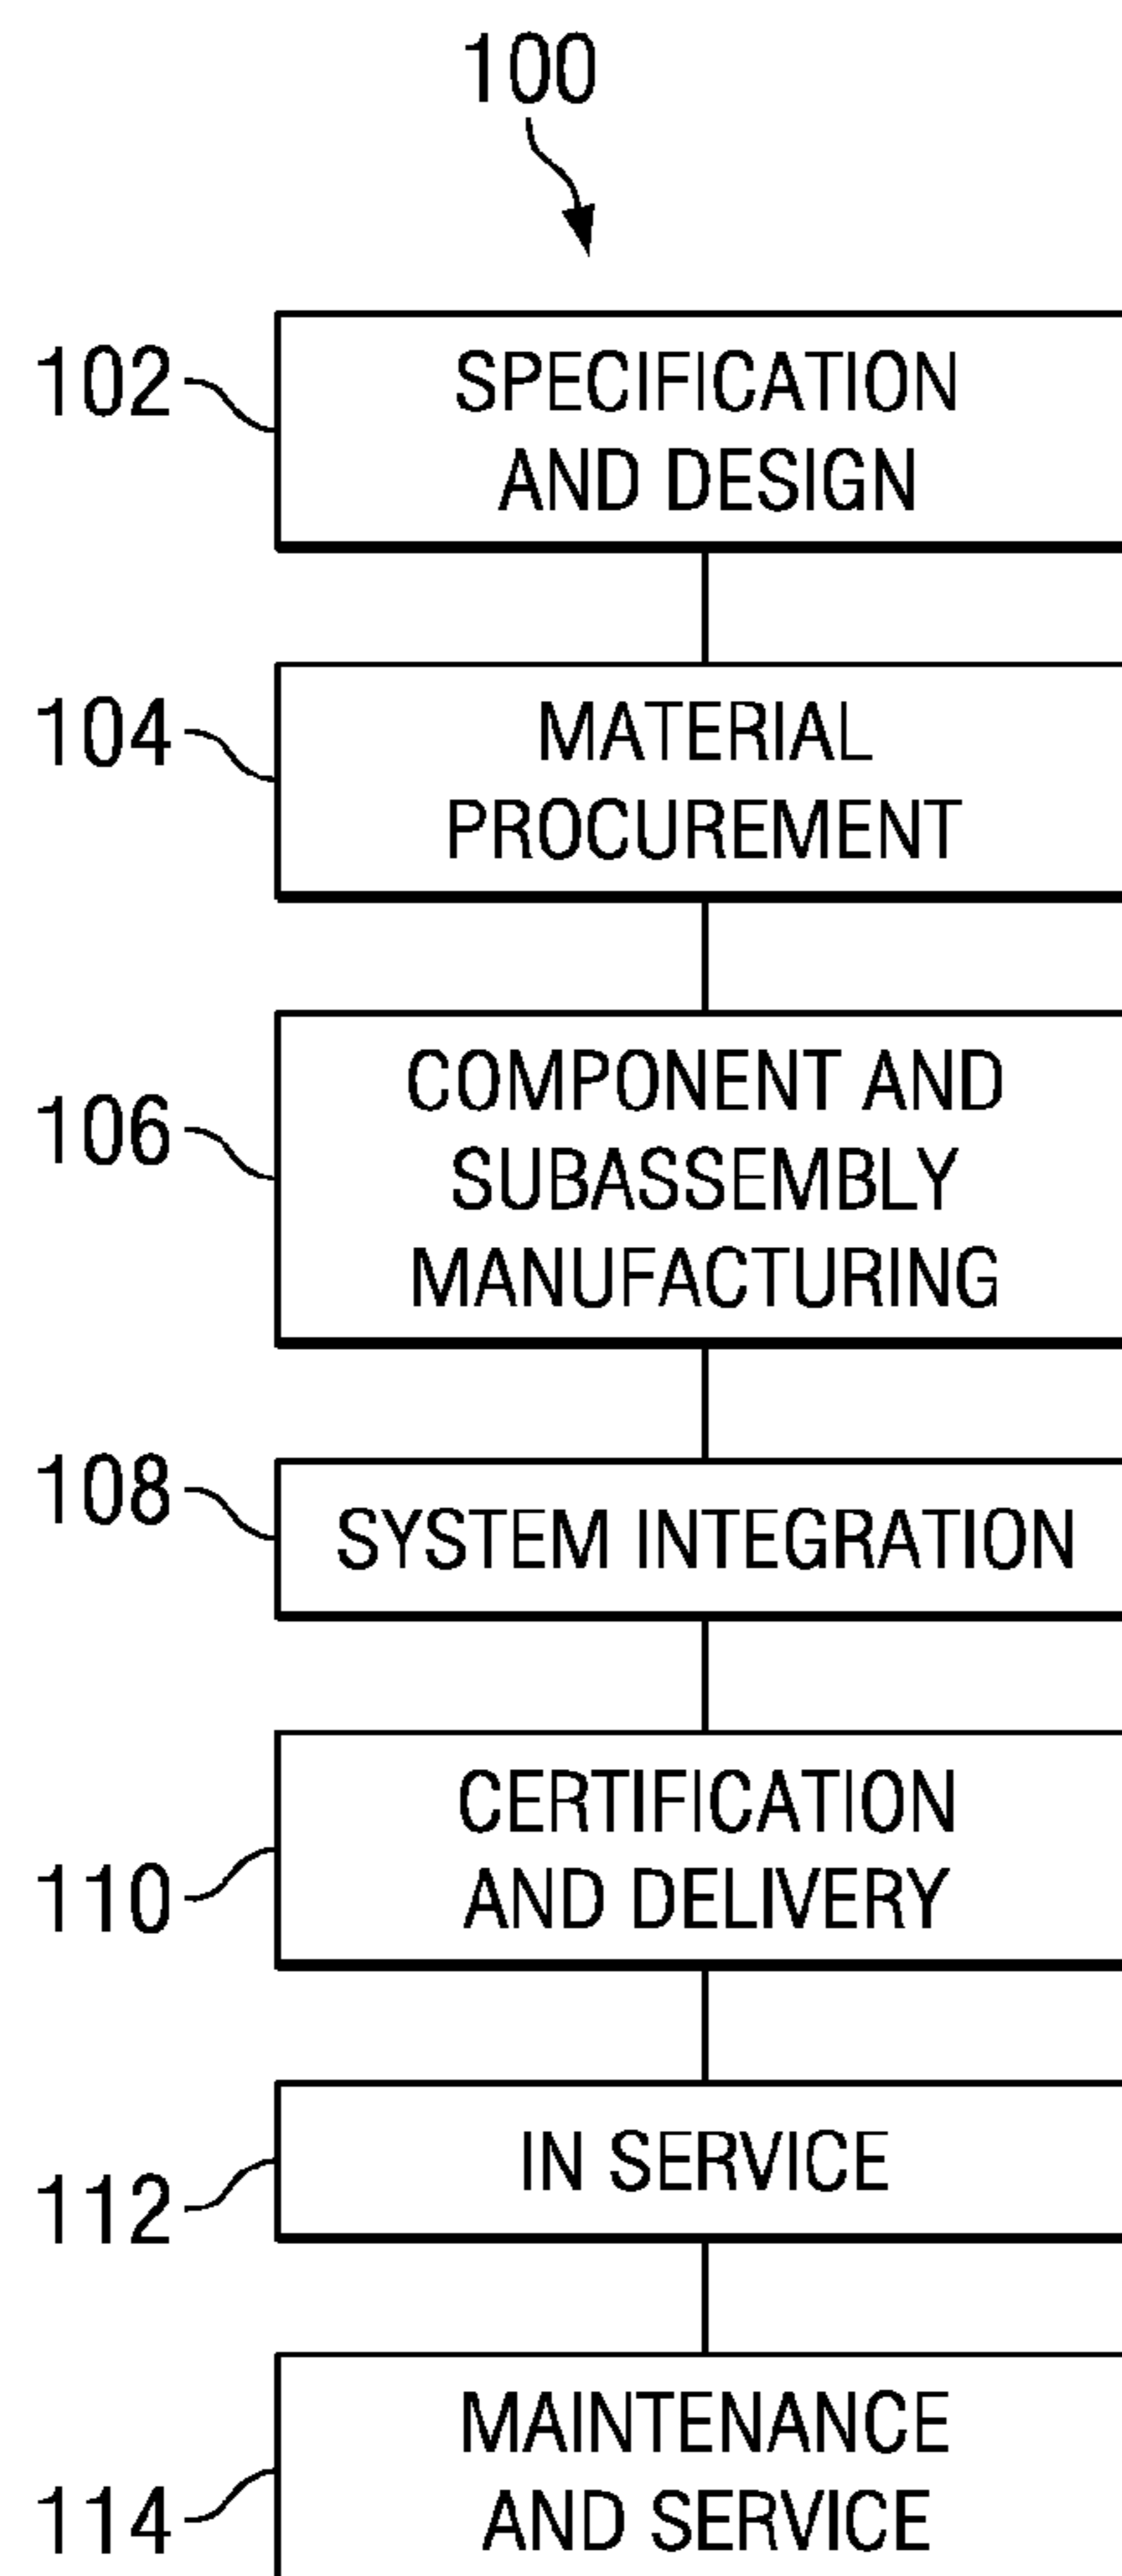 100
102
SPECIFICATION
AND DESIGN
104
MATERIAL
PROCUREMENT
106
COMPONENT AND
SUBASSEMBLY
MANUFACTURING
108
SYSTEM INTEGRATION
CERTIFICATION
110
AND DELIVERY
IN SERVICE
112
MAINTENANCE
114
AND SERVICE